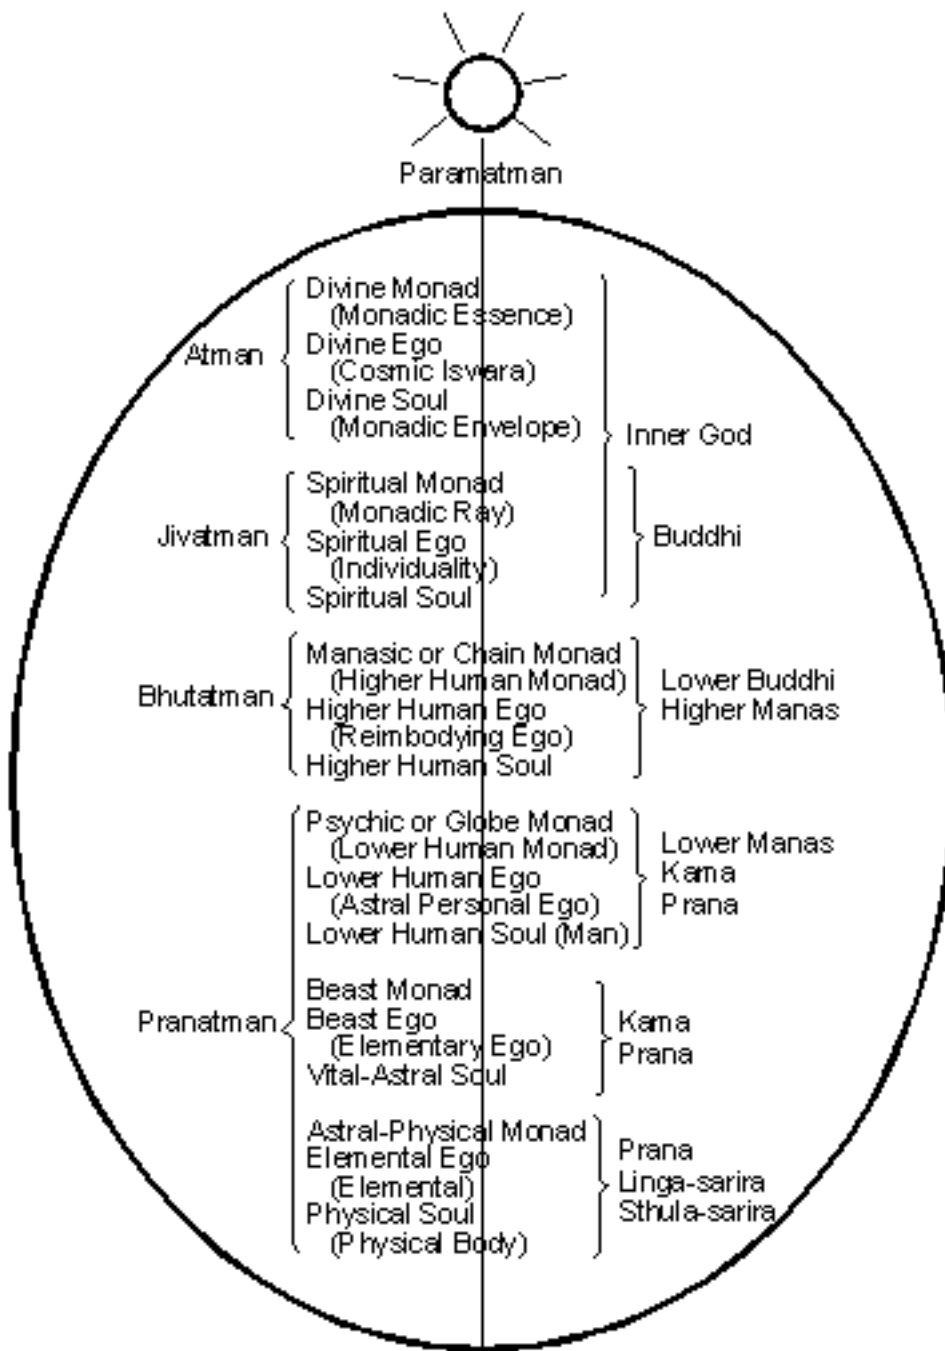 Paramatman
Atman
Divine Monad
(Monadic Essence)
Divine Ego
(Cosmic Iswara)
Divine Soul
(Monadic Envelope)
Inner God
Jivatman
Spiritual Monad
(Monadic Ray)
Spiritual Ego
(Individuality)
Spiritual Soul
Buddhi
Bhutatman
Manasic or Chain Monad
(Higher Human Monad)
Higher Human Ego
(Reimbodying Ego)
Higher Human Soul
Lower Buddhi
Higher Manas
Pranatman
Psychic or Globe Monad
(Lower Human Monad)
Lower Human Ego
(Astral Personal Ego)
Lower Human Soul (Man)
Lower Manas
Kama
Prana
Beast Monad
Beast Ego
(Elementary Ego)
Vital-Astral Soul
Kama
Prana
Astral-Physical Monad
Elemental Ego
(Elemental)
Physical Soul
(Physical Body)
Prana
Linga-sarira
Sthula-sarira